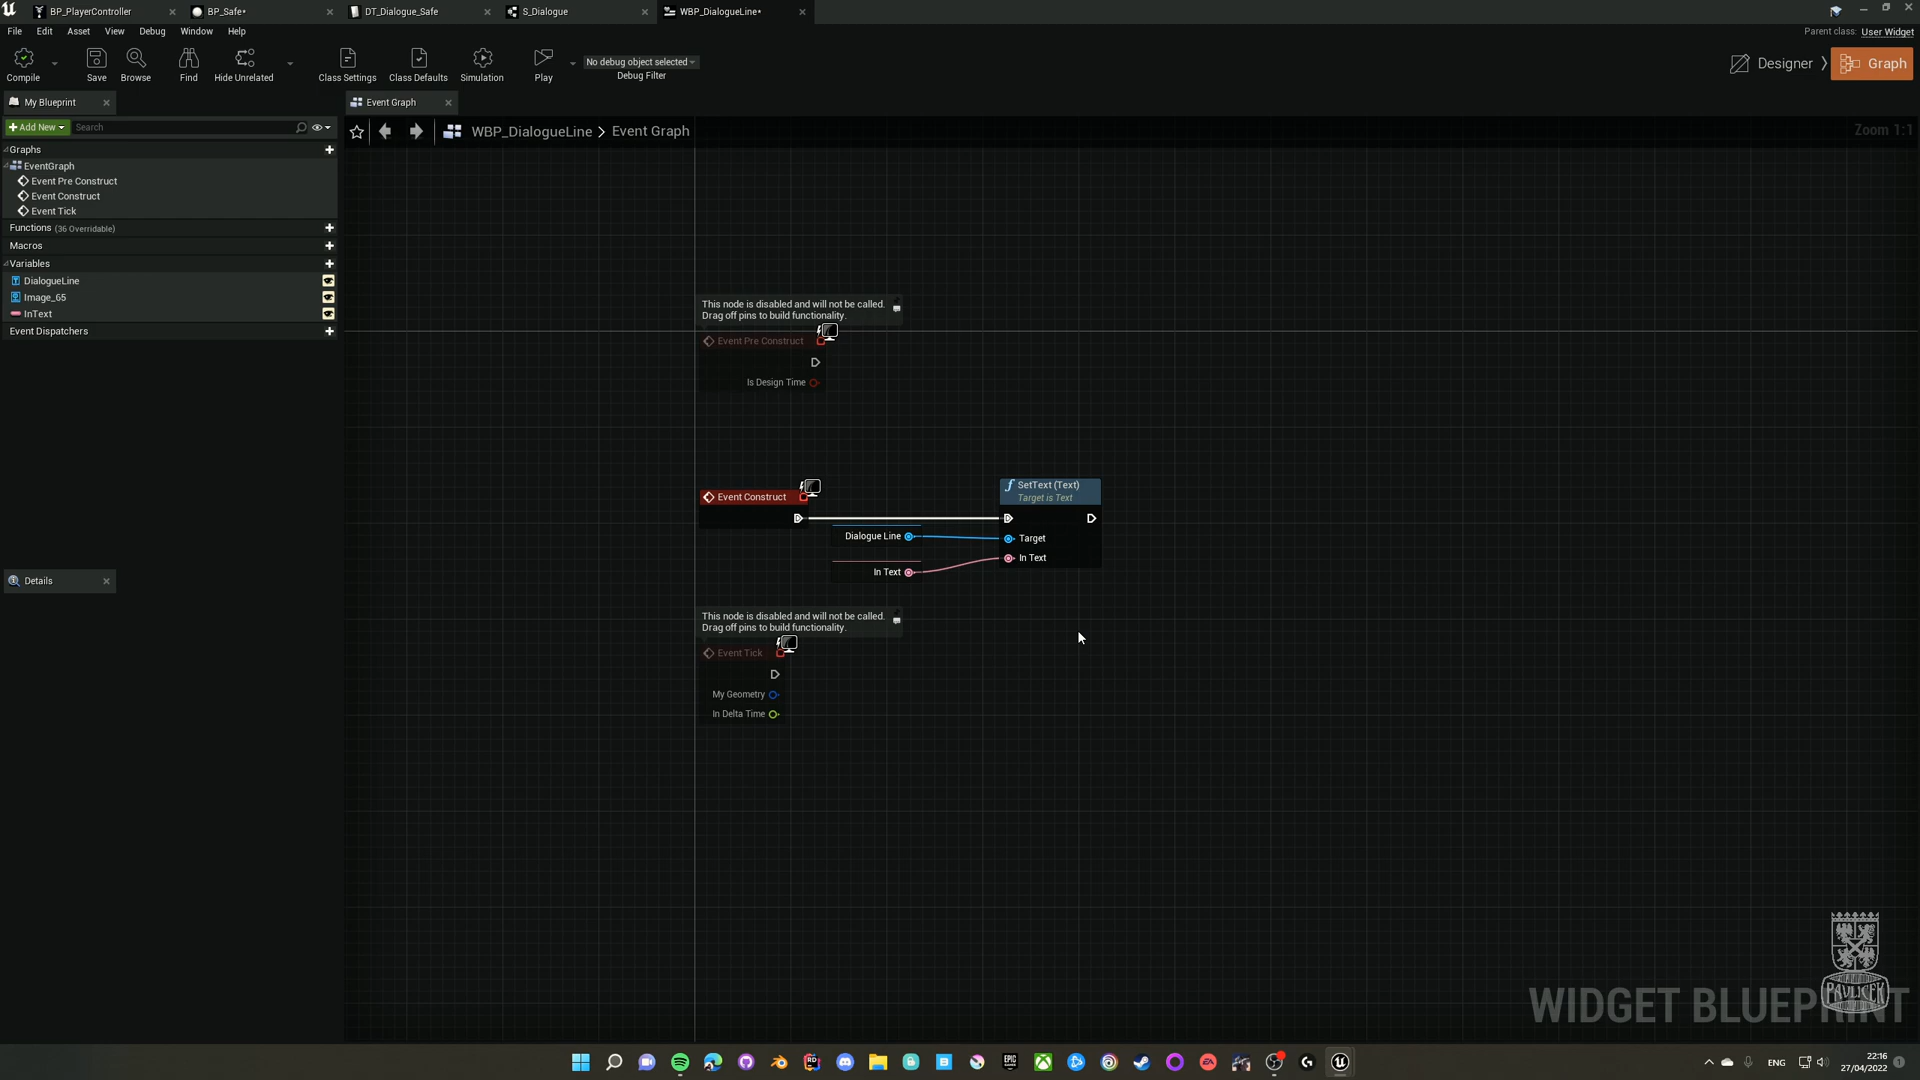 BP_PlayerController
BP_Safe*
DT_Dialogue_Safe
S_Dialogue
WBP_DialogueLine*
File
Edit
Asset
View
Debug
Window
Help
Parent class:
User Widget
Compile
Save
Browse
Find
Hide Unrelated
Class Settings
Class Defaults
Simulation
Play
No debug object selected
Debug Filter
Designer
Graph
My Blueprint
Event Graph
Add New
Search
WBP_DialogueLine > Event Graph
Zoom 1:1
Graphs
EventGraph
Event Pre Construct
Event Construct
Event Tick
Functions (36 Overridable)
Macros
Variables
DialogueLine
Image_65
InText
Event Dispatchers
Details
This node is disabled and will not be called.
Drag off pins to build functionality.
Event Pre Construct
Is Design Time
Event Construct
SetText (Text)
Target is Text
Dialogue Line
Target
In Text
In Text
This node is disabled and will not be called.
Drag off pins to build functionality.
Event Tick
My Geometry
In Delta Time
PAVLICEK
WIDGET BLUEPRINT
EPIC
GAMES
RD
EA
ENG
22:16
27/04/2022
1